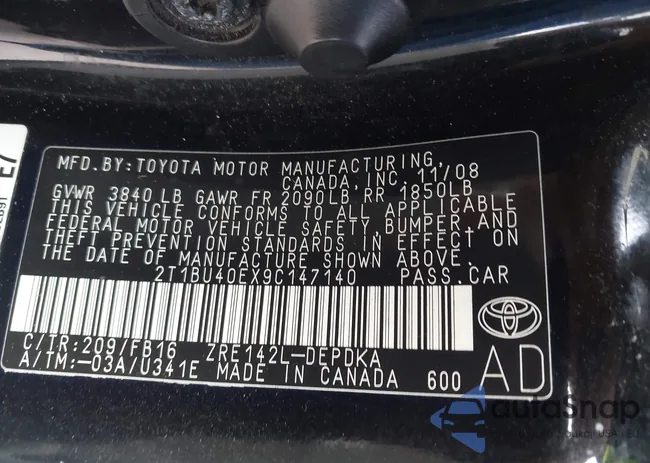 MFD.BY:TOYOTA MOTOR MANUFACTURING,
CANADA,INC. 11/08
GVWR 3840LB GAWR FR 2090LB RR 1850LB
THIS VEHICLE CONFORMS TO ALL APPLICABLE
FEDERAL MOTOR VEHICLE SAFETY,BUMPER,AND
THEFT PREVENTION STANDARDS IN EFFECT ON
THE DATE OF MANUFACTURE SHOWN ABOVE.
2T1BU40EX9C147140 PASS.CAR
C/TR:209/FB16 ZRE142L-DEPDKA
A/TM:-03A/U341E MADE IN CANADA 600
AD
E7
autoSnap